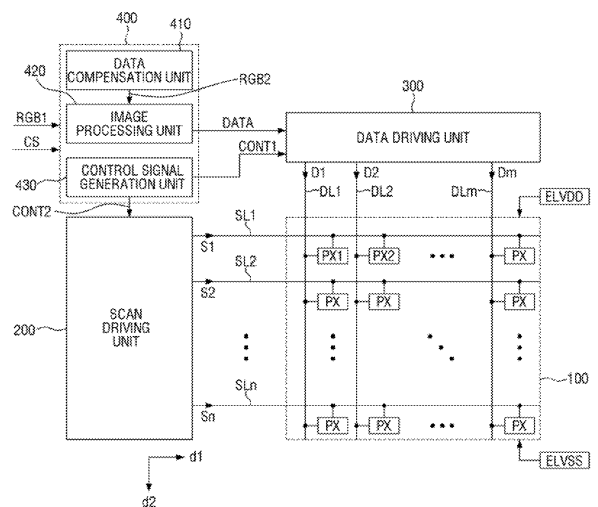 400
410
DATA
COMPENSATION UNIT
420
RGB2
300
RGB1
IMAGE
PROCESSING UNIT
DATA
DATA DRIVING UNIT
CS
CONT1
430
CONTROL SIGNAL
GENERATION UNIT
D1
D2
Dm
DL1
DL2
DLm
ELVDD
CONT2
SL1
S1
PX1
PX2
PX
SL2
S2
PX
PX
PX
200
SCAN
DRIVING
UNIT
100
SLn
Sn
PX
PX
PX
ELVSS
d1
d2